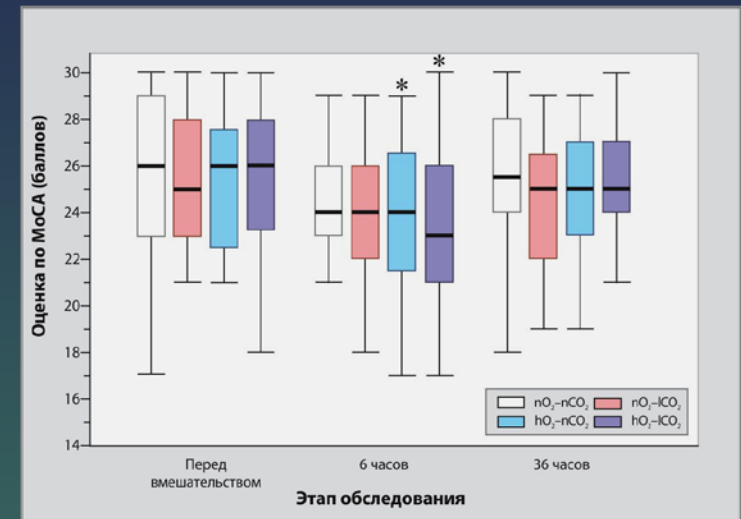 Оценка по MoCA (баллов)
30
28
26
24
22
20
18
16
14
*
*
nO₂–nCO₂
nO₂–lCO₂
hO₂–nCO₂
hO₂–lCO₂
Перед
вмешательством
6 часов
36 часов
Этап обследования